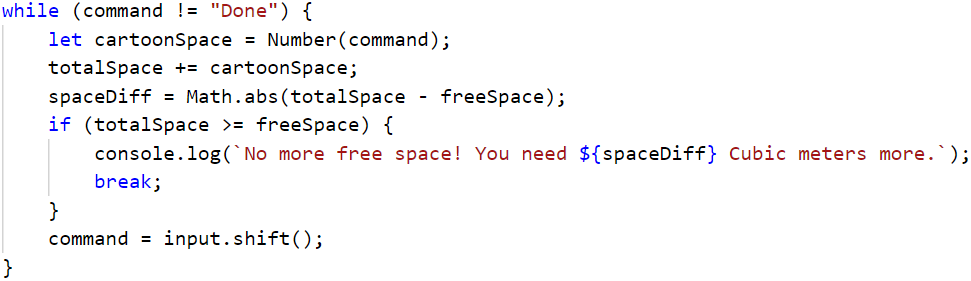 while (command != "Done") {
    let cartoonSpace = Number(command);
    totalSpace += cartoonSpace;
    spaceDiff = Math.abs(totalSpace - freeSpace);
    if (totalSpace >= freeSpace) {
        console.log(`No more free space! You need ${spaceDiff} Cubic meters more.`);
        break;
    }
    command = input.shift();
}